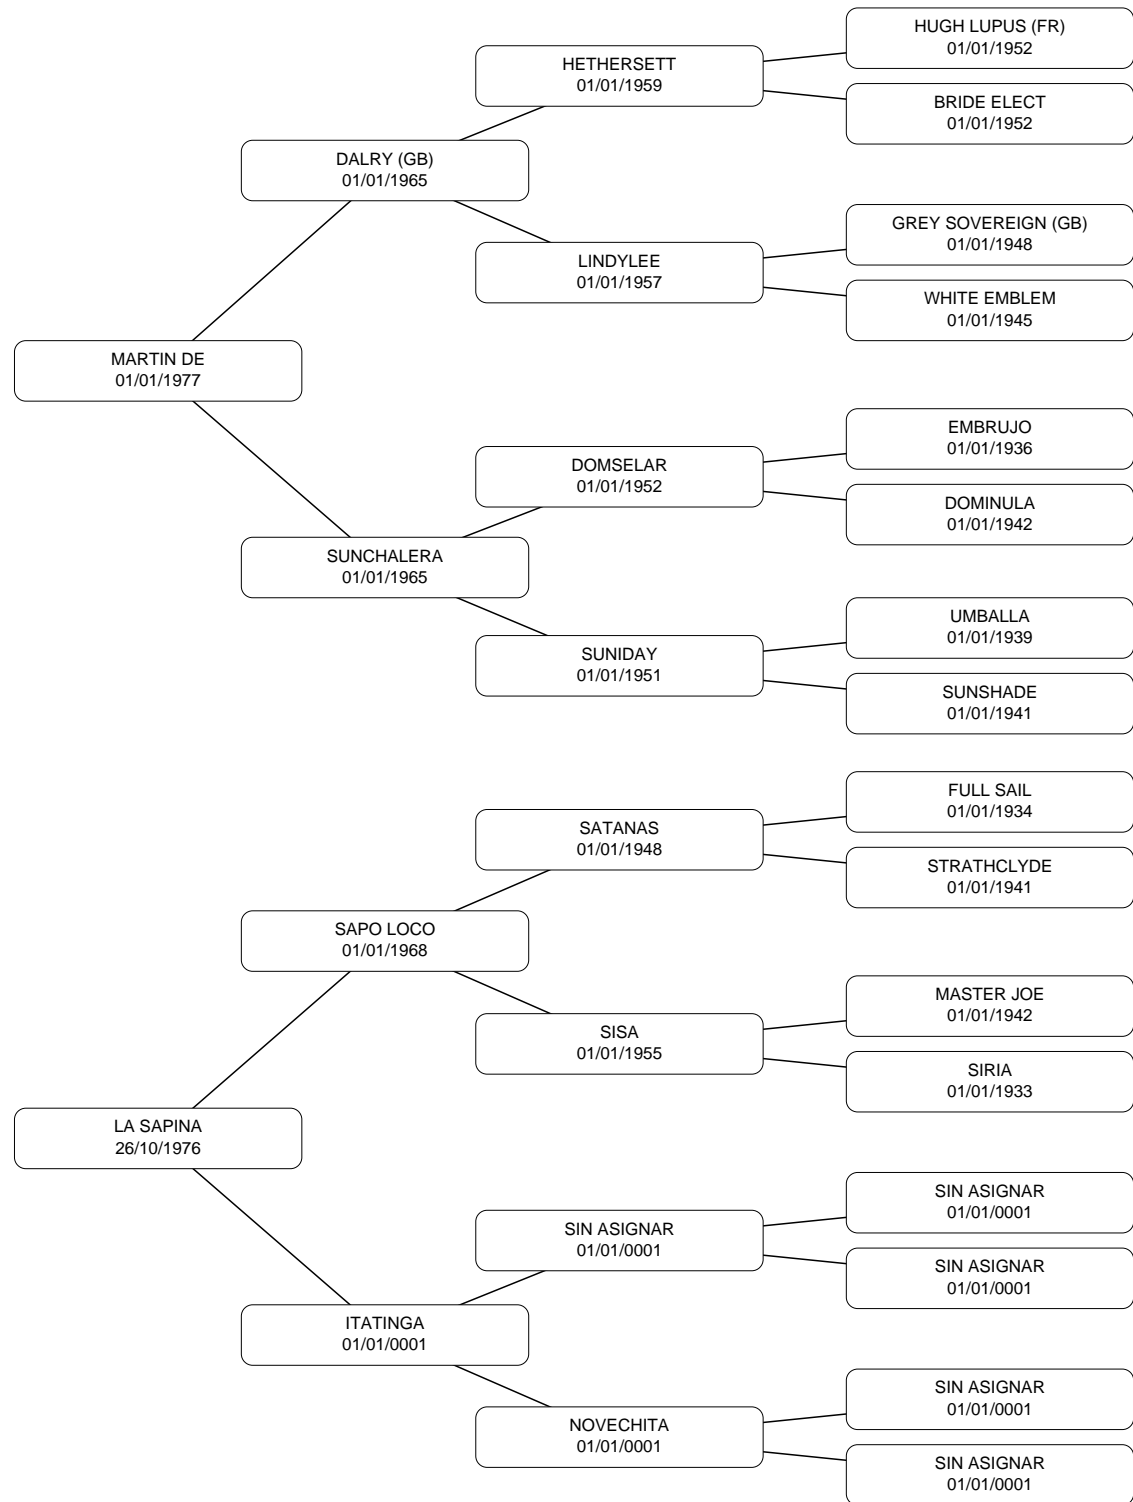 HUGH LUPUS (FR)
01/01/1952
HETHERSETT
01/01/1959
BRIDE ELECT
01/01/1952
DALRY (GB)
01/01/1965
GREY SOVEREIGN (GB)
01/01/1948
LINDYLEE
01/01/1957
WHITE EMBLEM
01/01/1945
MARTIN DE
01/01/1977
EMBRUJO
01/01/1936
DOMSELAR
01/01/1952
DOMINULA
01/01/1942
SUNCHALERA
01/01/1965
UMBALLA
01/01/1939
SUNIDAY
01/01/1951
SUNSHADE
01/01/1941
FULL SAIL
01/01/1934
SATANAS
01/01/1948
STRATHCLYDE
01/01/1941
SAPO LOCO
01/01/1968
MASTER JOE
01/01/1942
SISA
01/01/1955
SIRIA
01/01/1933
LA SAPINA
26/10/1976
SIN ASIGNAR
01/01/0001
SIN ASIGNAR
01/01/0001
SIN ASIGNAR
01/01/0001
ITATINGA
01/01/0001
SIN ASIGNAR
01/01/0001
NOVECHITA
01/01/0001
SIN ASIGNAR
01/01/0001